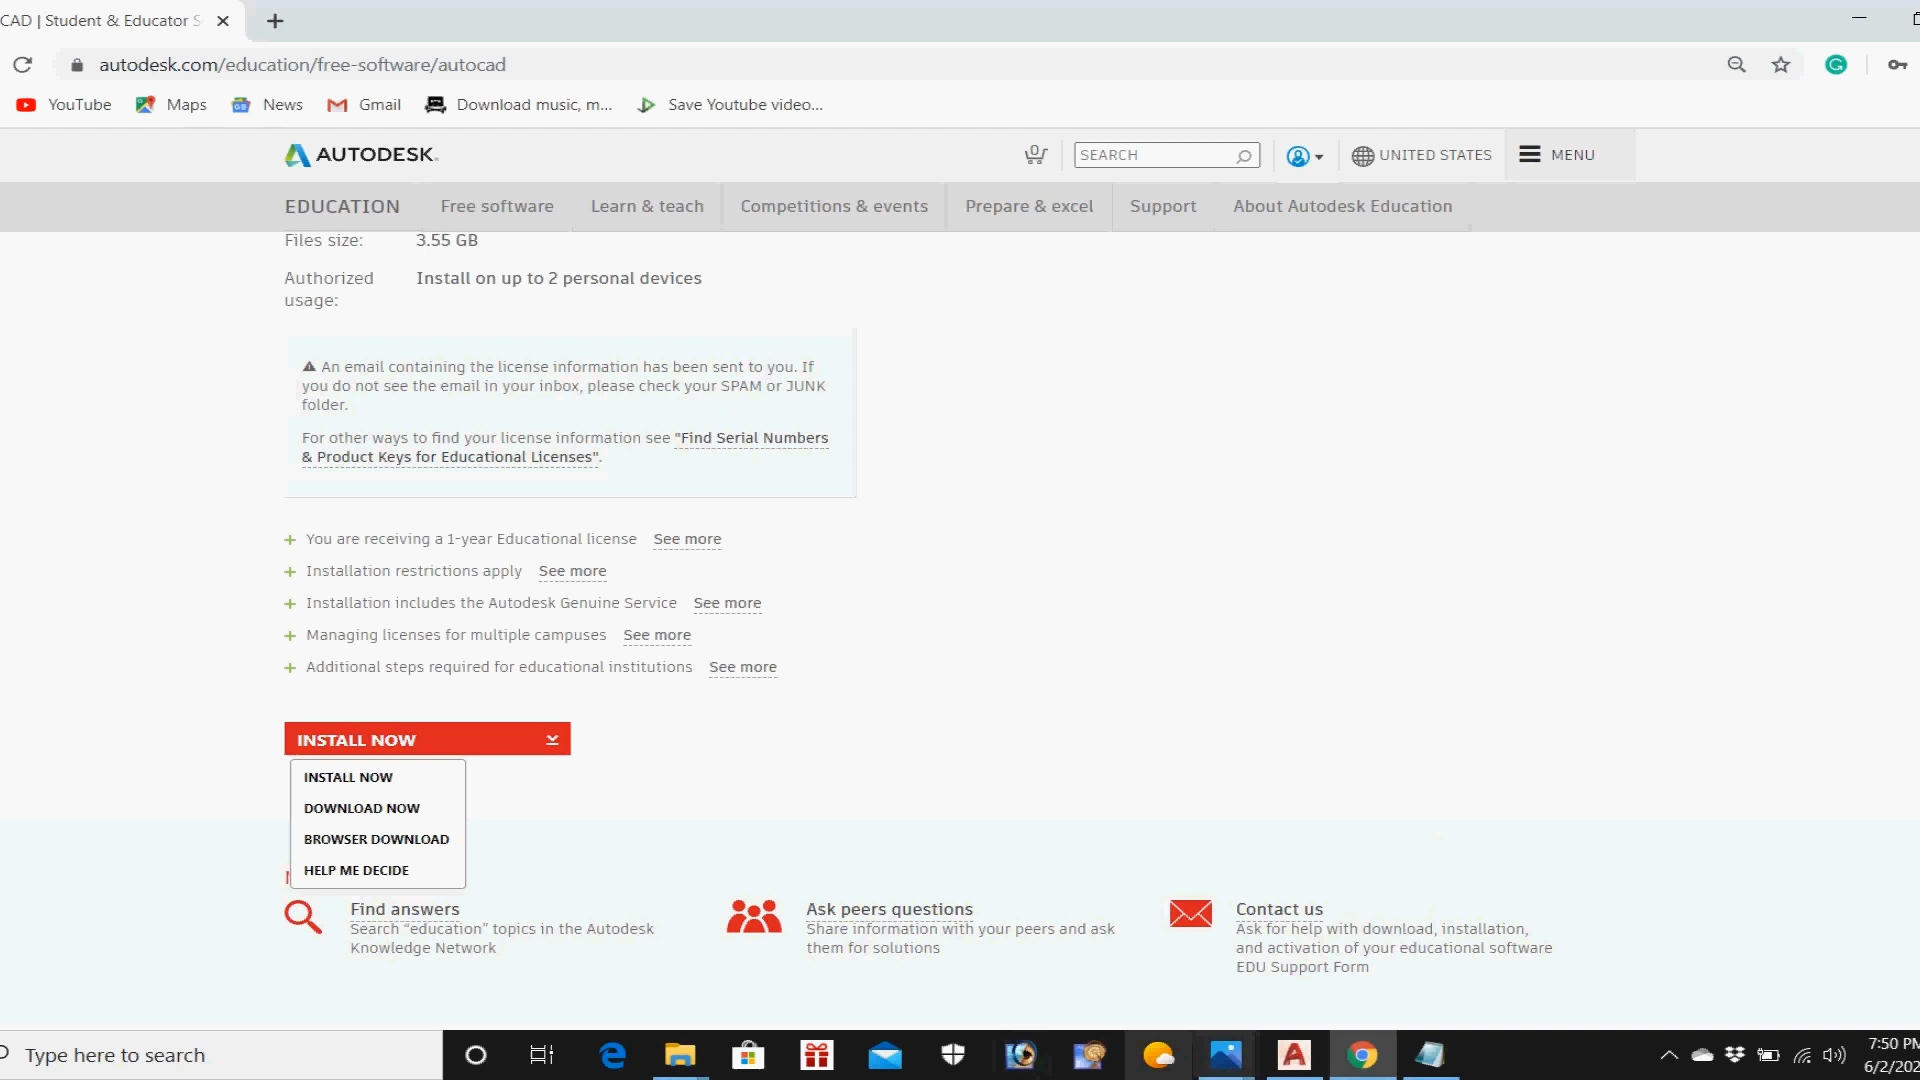 CAD | Student & Educator S
autodesk.com/education/free-software/autocad
YouTube Maps News Gmail Download music, m... Save Youtube video...
AUTODESK. 0 SEARCH UNITED STATES MENU
EDUCATION Free software Learn & teach Competitions & events Prepare & excel Support About Autodesk Education
Files size: 3.55 GB
Authorized usage: Install on up to 2 personal devices
An email containing the license information has been sent to you. If
you do not see the email in your inbox, please check your SPAM or JUNK
folder.
For other ways to find your license information see "Find Serial Numbers
& Product Keys for Educational Licenses".
+ You are receiving a 1-year Educational license See more
+ Installation restrictions apply See more
+ Installation includes the Autodesk Genuine Service See more
+ Managing licenses for multiple campuses See more
+ Additional steps required for educational institutions See more
INSTALL NOW
INSTALL NOW
DOWNLOAD NOW
BROWSER DOWNLOAD
HELP ME DECIDE
Find answers
Search “education” topics in the Autodesk
Knowledge Network
Ask peers questions
Share information with your peers and ask
them for solutions
Contact us
Ask for help with download, installation,
and activation of your educational software
EDU Support Form
Type here to search
7:50 PM
6/2/202